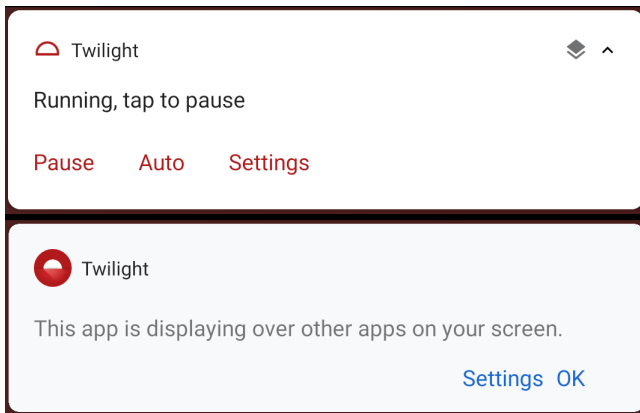 Twilight
Running, tap to pause
Pause Auto Settings
Twilight
This app is displaying over other apps on your screen.
Settings OK